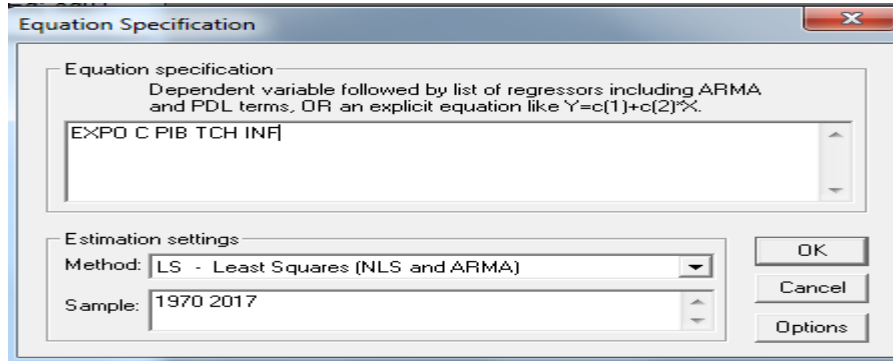 Equation Specification
Equation specification
Dependent variable followed by list of regressors including ARMA
and PDL terms, OR an explicit equation like Y=c(1)+c(2)*X.
EXPO C PIB TCH INF
Estimation settings
Method: LS - Least Squares (NLS and ARMA)
Sample: 1970 2017
OK
Cancel
Options